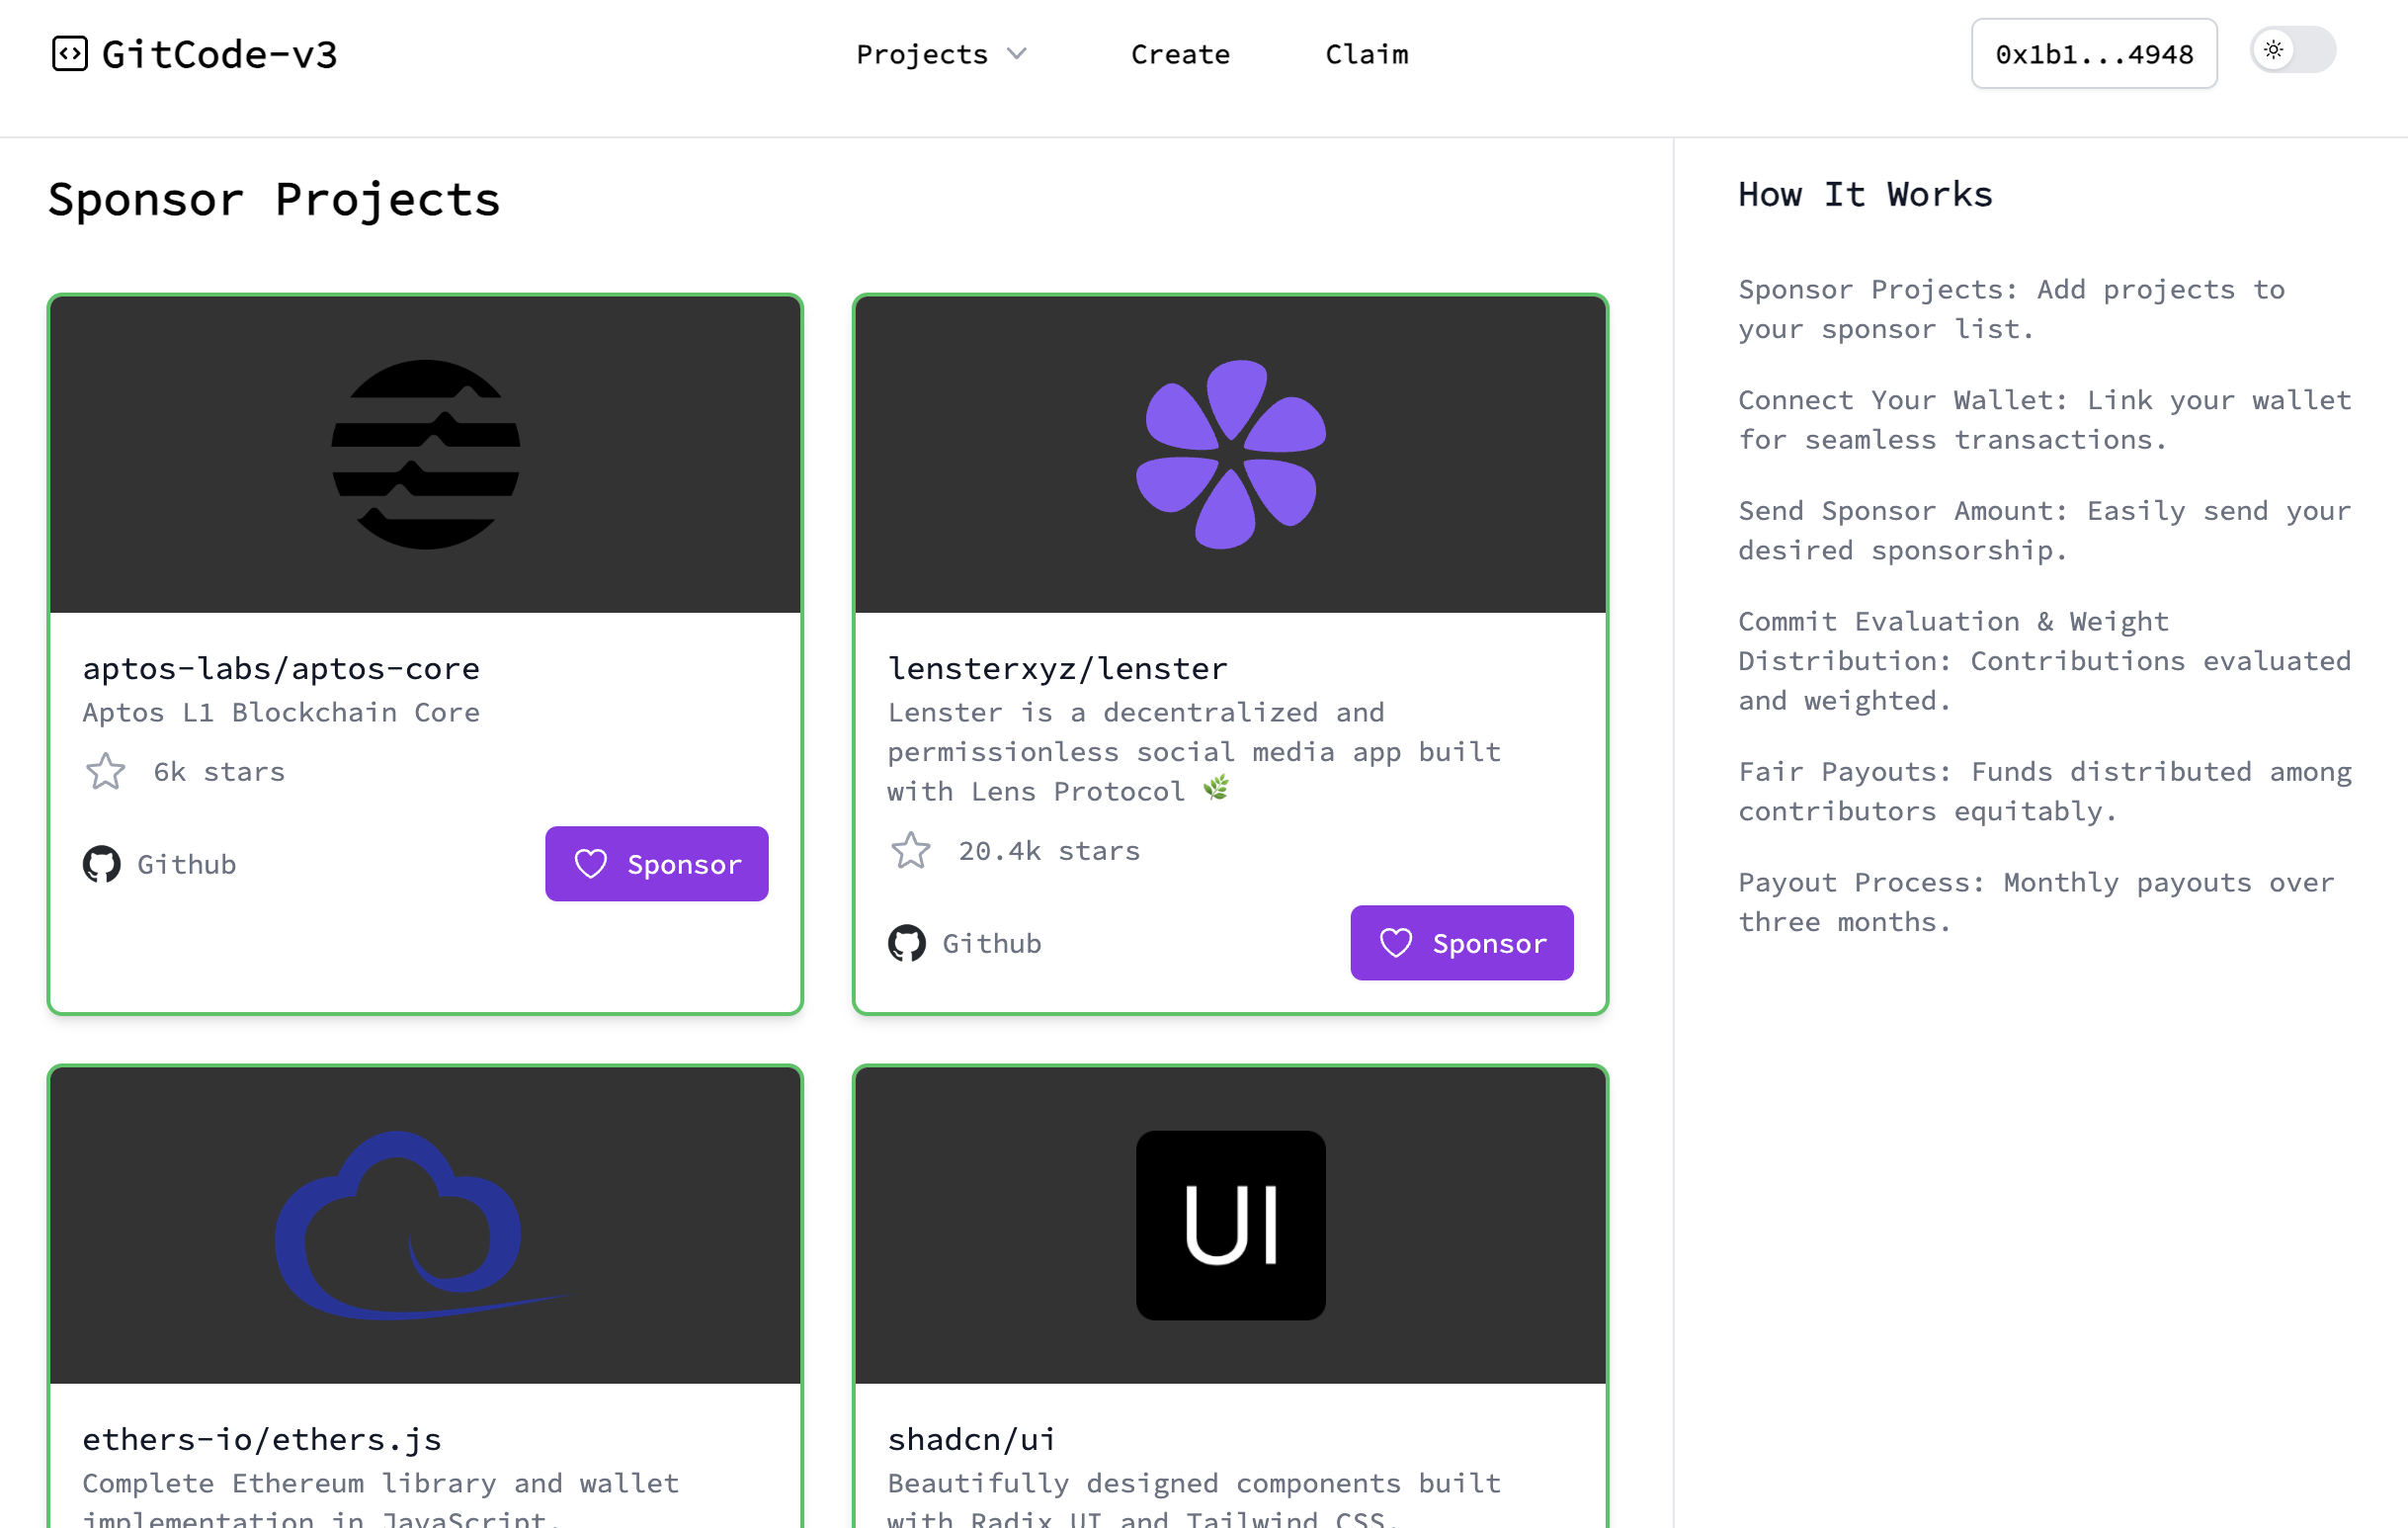 GitCode-v3
Projects
Create
Claim
0x1b1...4948
Sponsor Projects
aptos-labs/aptos-core
Aptos L1 Blockchain Core
6k stars
Github
Sponsor
lensterxyz/lenster
Lenster is a decentralized and
permissionless social media app built
with Lens Protocol 🌿
20.4k stars
Github
Sponsor
ethers-io/ethers.js
Complete Ethereum library and wallet
implementation in JavaScript.
UI
shadcn/ui
Beautifully designed components built
with Radix UI and Tailwind CSS.
How It Works
Sponsor Projects: Add projects to
your sponsor list.
Connect Your Wallet: Link your wallet
for seamless transactions.
Send Sponsor Amount: Easily send your
desired sponsorship.
Commit Evaluation & Weight
Distribution: Contributions evaluated
and weighted.
Fair Payouts: Funds distributed among
contributors equitably.
Payout Process: Monthly payouts over
three months.